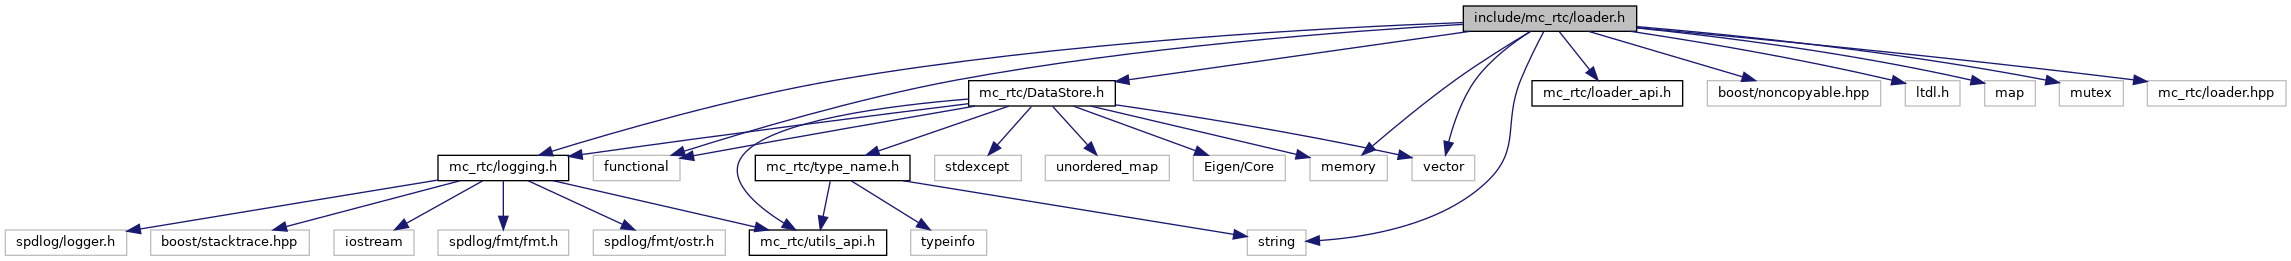 include/mc_rtc/loader.h
mc_rtc/DataStore.h
mc_rtc/loader_api.h
boost/noncopyable.hpp
ltdl.h
map
mutex
mc_rtc/loader.hpp
mc_rtc/logging.h
functional
mc_rtc/type_name.h
stdexcept
unordered_map
Eigen/Core
memory
vector
spdlog/logger.h
boost/stacktrace.hpp
iostream
spdlog/fmt/fmt.h
spdlog/fmt/ostr.h
mc_rtc/utils_api.h
typeinfo
string